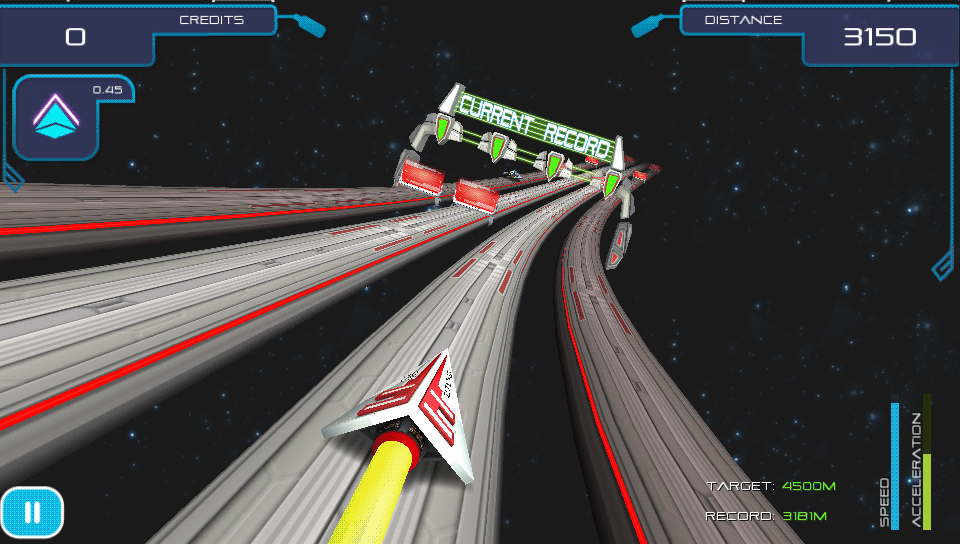 CREDITS
0
DISTANCE
3150
0.45
CURRENT RECORD
TARGET: 4500M
RECORD: 3181M
SPEED
ACCELERATION